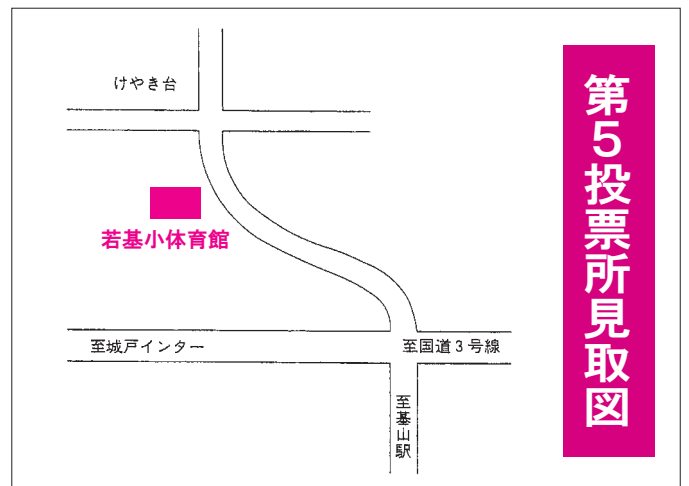 第5投票所見取図
けやき台
若基小体育館
至城戸インター
至国道3号線
至基山駅